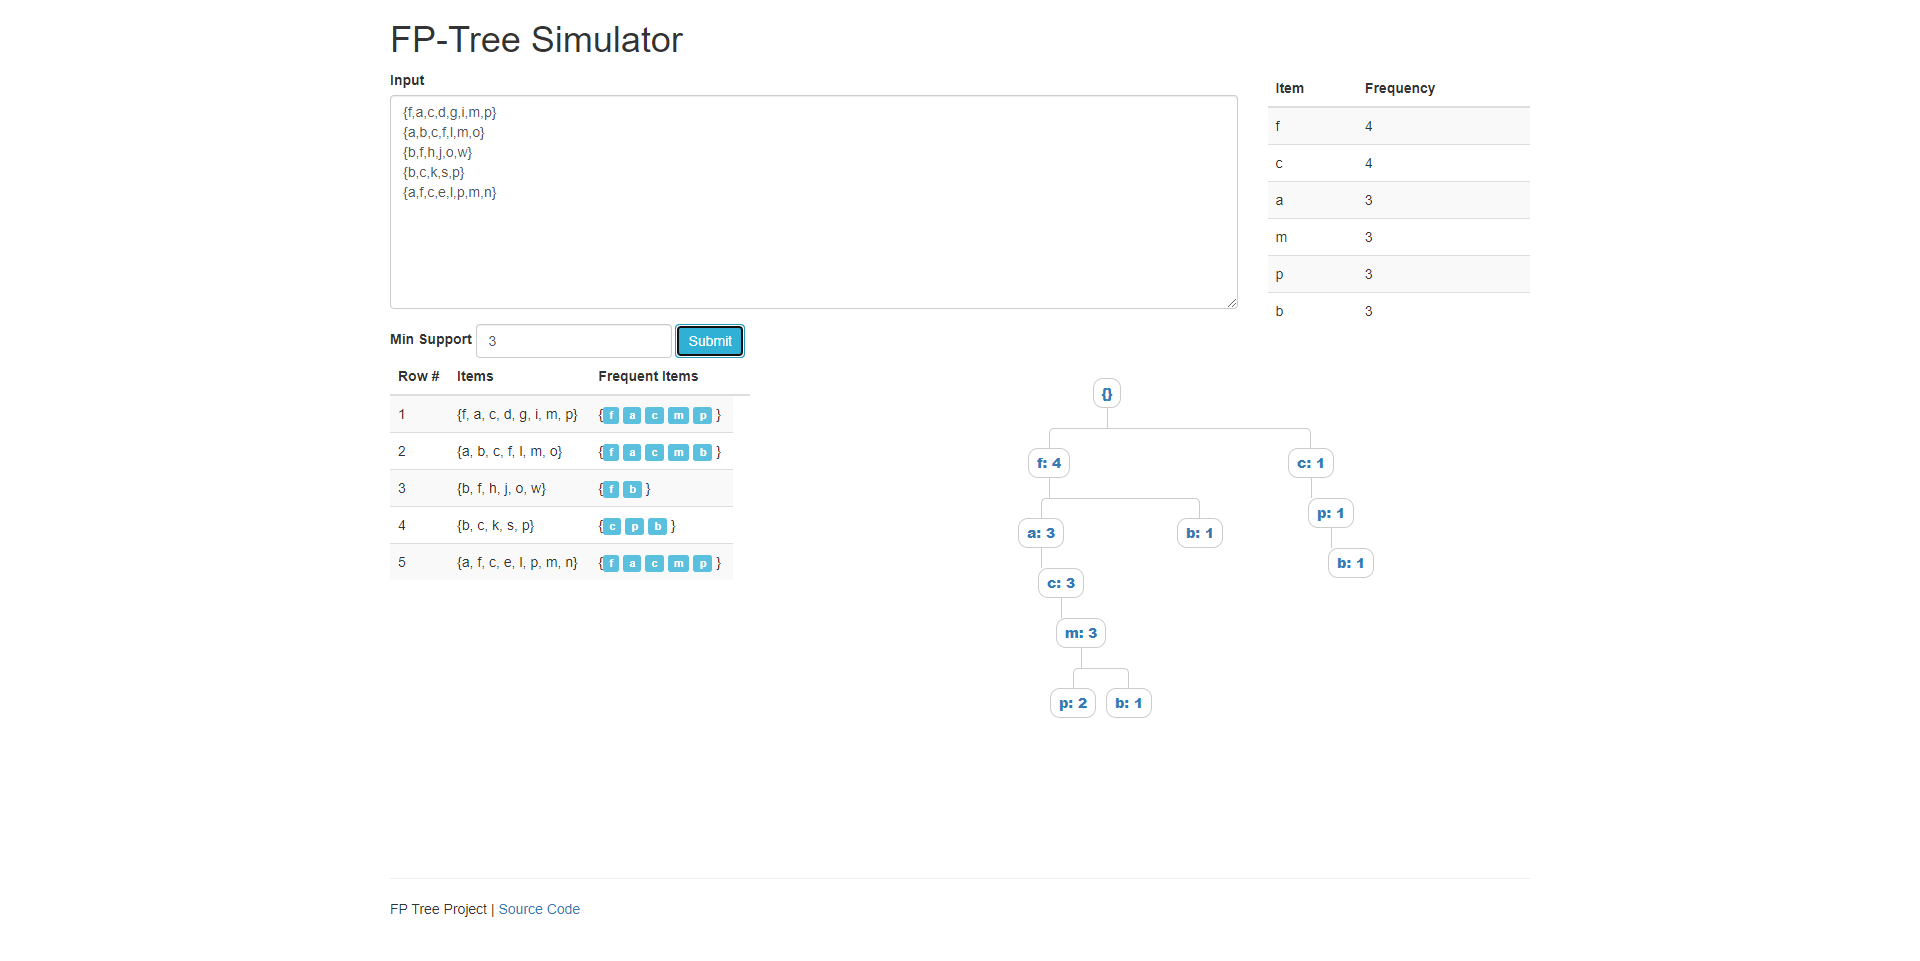 FP-Tree Simulator
Input
{f,a,c,d,g,i,m,p}
{a,b,c,f,l,m,o}
{b,f,h,j,o,w}
{b,c,k,s,p}
{a,f,c,e,l,p,m,n}
Item Frequency
f 4
c 4
a 3
m 3
p 3
b 3
Min Support 3 Submit
Row # Items Frequent Items
1 {f, a, c, d, g, i, m, p} {f a c m p }
2 {a, b, c, f, l, m, o} {f a c m b }
3 {b, f, h, j, o, w} {f b }
4 {b, c, k, s, p} {c p b }
5 {a, f, c, e, l, p, m, n} {f a c m p }
{}
f: 4 c: 1
p: 1
a: 3 b: 1
b: 1
c: 3
m: 3
p: 2 b: 1
FP Tree Project | Source Code